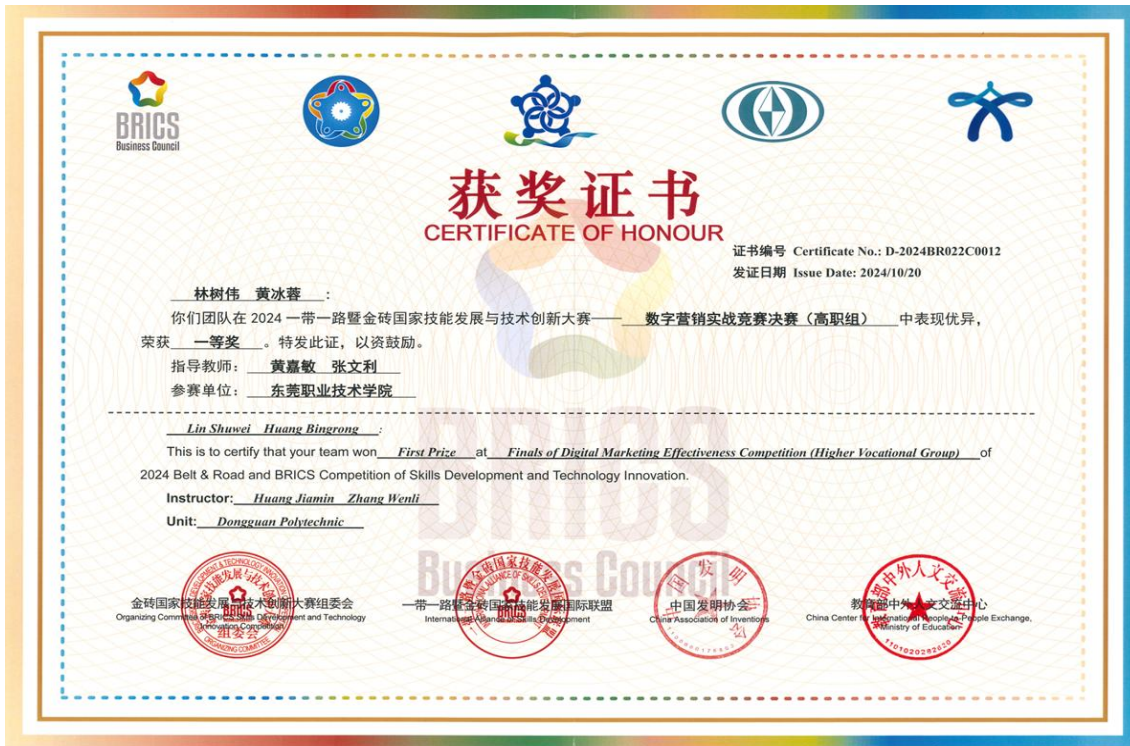 BRICS
Business Council
获奖证书
CERTIFICATE OF HONOUR
证书编号 Certificate No.: D-2024BR022C0012
发证日期 Issue Date: 2024/10/20
林树伟 黄冰蓉 :
你们团队在 2024 一带一路暨金砖国家技能发展与技术创新大赛—— 数字营销实战竞赛决赛（高职组） 中表现优异，
荣获 一等奖 。特发此证，以资鼓励。
指导教师： 黄嘉敏 张文利
参赛单位： 东莞职业技术学院
Lin Shuwei Huang Bingrong :
This is to certify that your team won First Prize at Finals of Digital Marketing Effectiveness Competition (Higher Vocational Group) of
2024 Belt & Road and BRICS Competition of Skills Development and Technology Innovation.
Instructor: Huang Jiamin Zhang Wenli
Unit: Dongguan Polytechnic
BRICS
Business Council
金砖国家技能发展与技术创新大赛组委会
Organizing Committee of BRICS Skills Development and Technology
Innovation Competition
一带一路暨金砖国家技能发展国际联盟
International Alliance of Skills Development
中国发明协会
China Association of Inventions
教育部中外人文交流中心
China Center for International People-to-People Exchange,
Ministry of Education